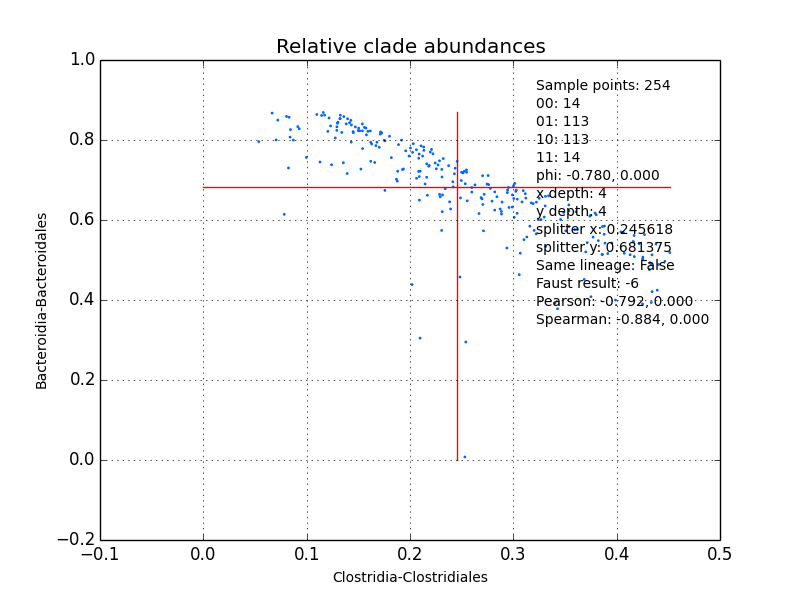 Relative clade abundances
Sample points: 254
00: 14
01: 113
10: 113
11: 14
phi: -0.780, 0.000
x depth: 4
y depth: 4
splitter x: 0.245618
splitter y: 0.681375
Same lineage: False
Faust result: -6
Pearson: -0.792, 0.000
Spearman: -0.884, 0.000
1.0
0.8
0.6
0.4
0.2
0.0
−0.2
−0.1
0.0
0.1
0.2
0.3
0.4
0.5
Bacteroidia-Bacteroidales
Clostridia-Clostridiales